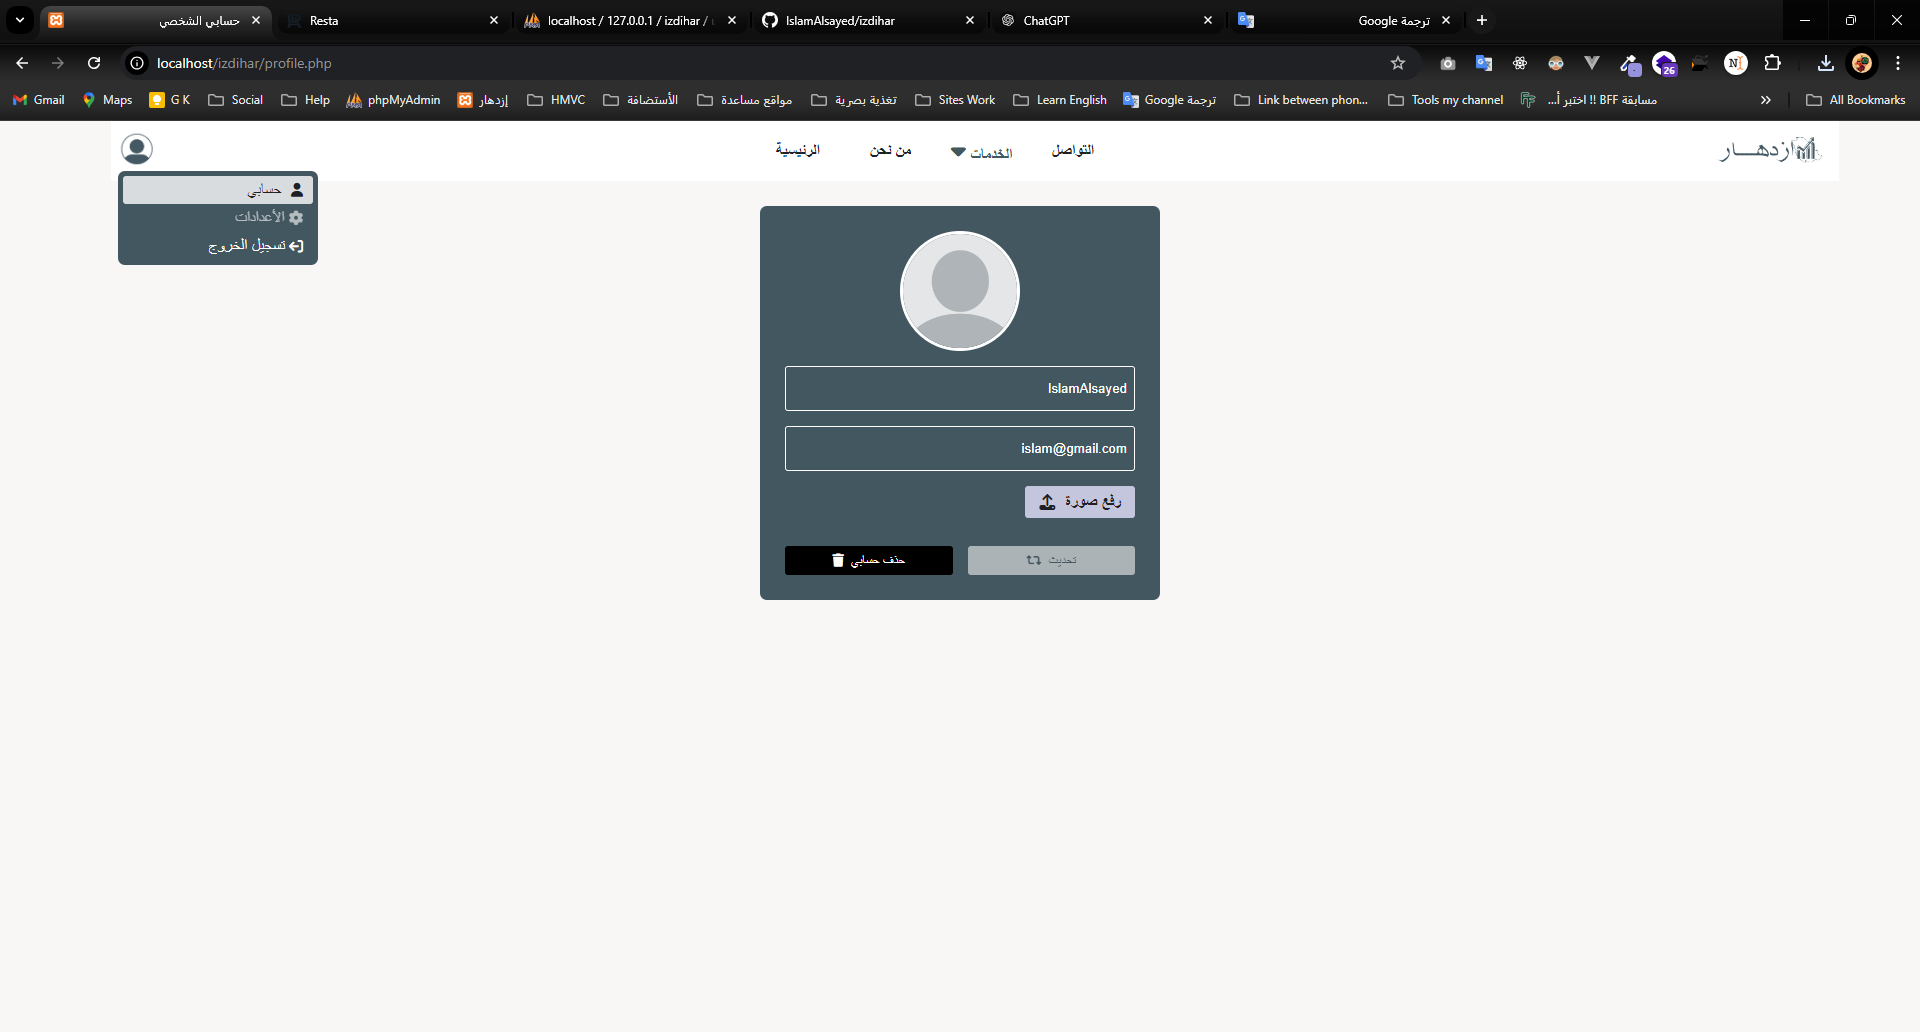 حسابي الشخصي
Resta
localhost / 127.0.0.1 / izdihar /
IslamAlsayed/izdihar
ChatGPT
ترجمة Google
localhost/izdihar/profile.php
26
Gmail
Maps
G K
Social
Help
phpMyAdmin
إزدهار
HMVC
الأستضافة
مواقع مساعدة
تغذية بصرية
Sites Work
Learn English
ترجمة Google
Link between phon...
Tools my channel
مسابقة BFF !! اختبر أ...
All Bookmarks
ازدهــار
التواصل
الخدمات
من نحن
الرئيسية
حسابي
الأعدادات
تسجيل الخروج
IslamAlsayed
islam@gmail.com
رفع صورة
تحديث
حذف حسابي